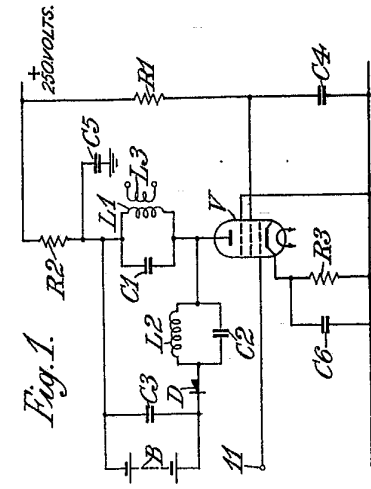 Fig.1.
+
250.VOLTS.
R2
C5
R1
L1
L3
C1
V
C4
L2
C3
D
C2
B
11
C6
R3